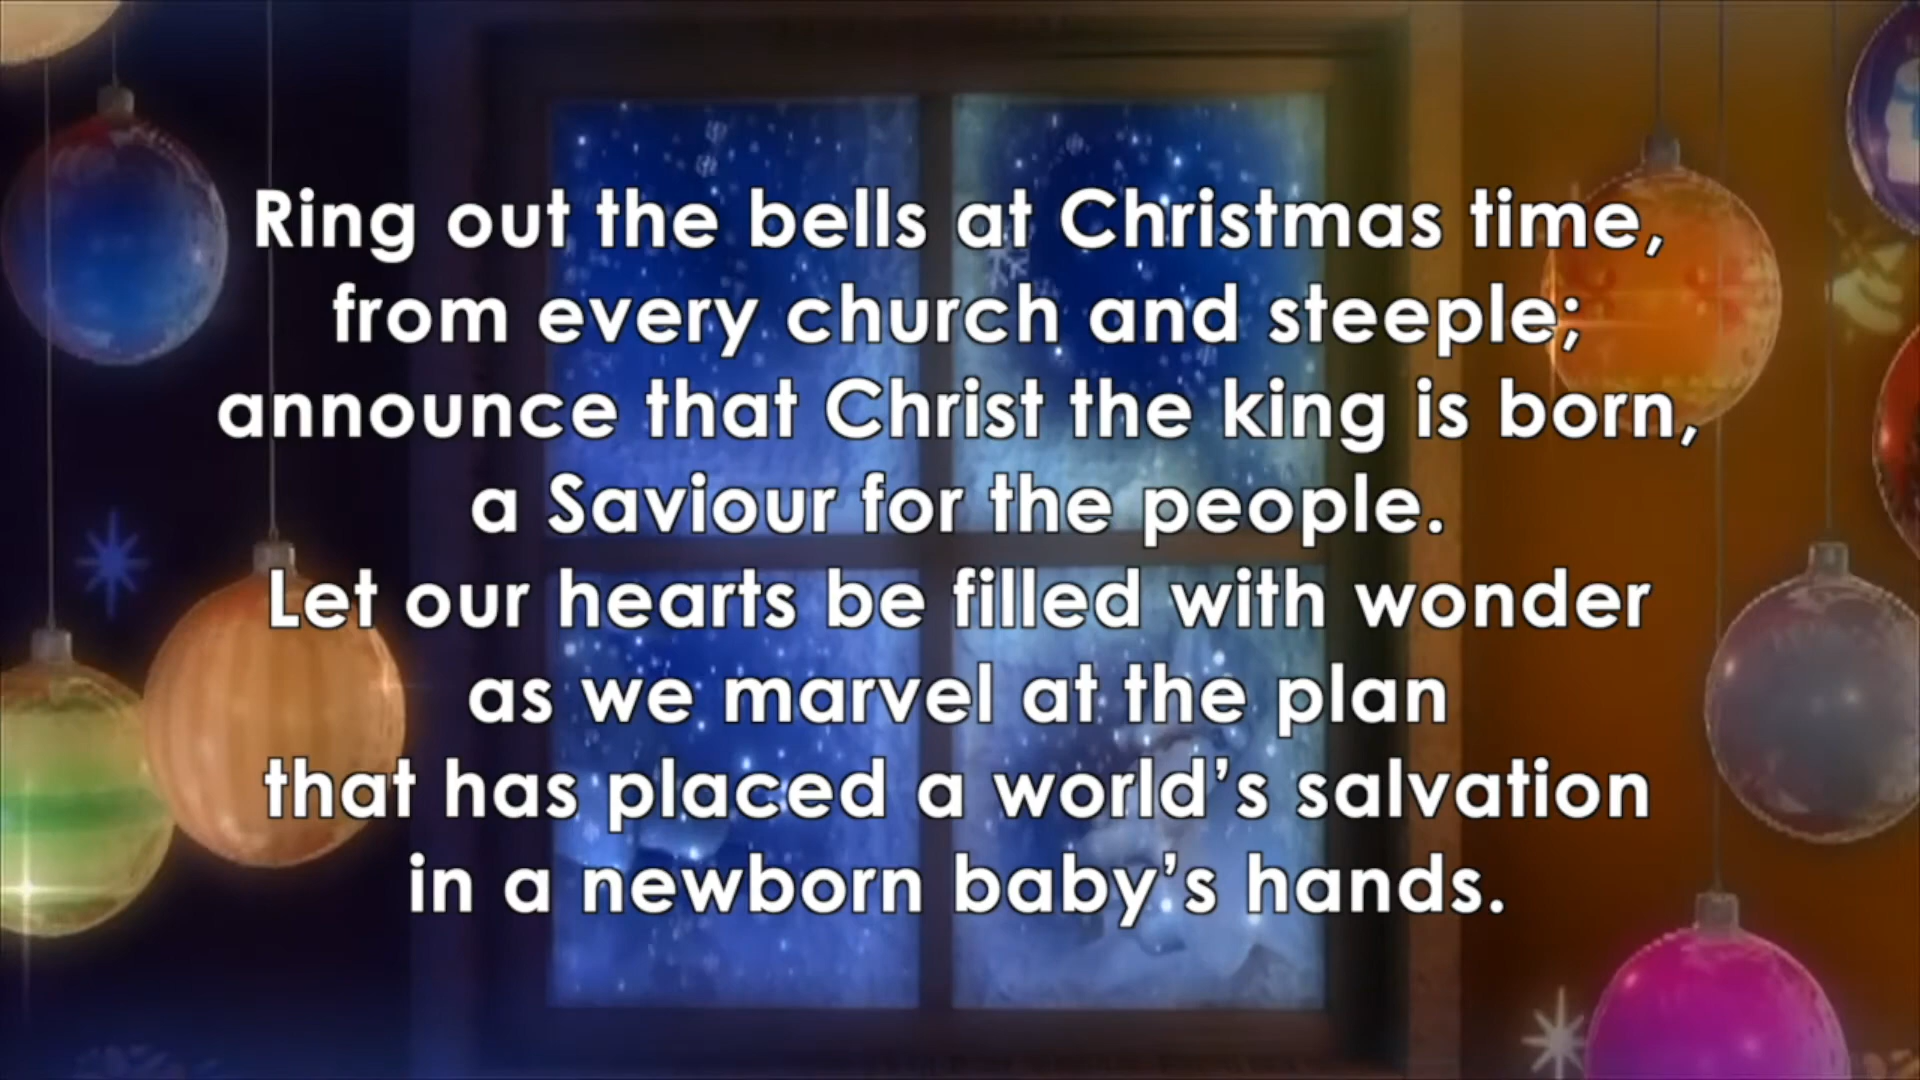 Ring out the bells at Christmas time,
from every church and steeple;
announce that Christ the king is born,
a Saviour for the people.
Let our hearts be filled with wonder
as we marvel at the plan
that has placed a world’s salvation
in a newborn baby’s hands.